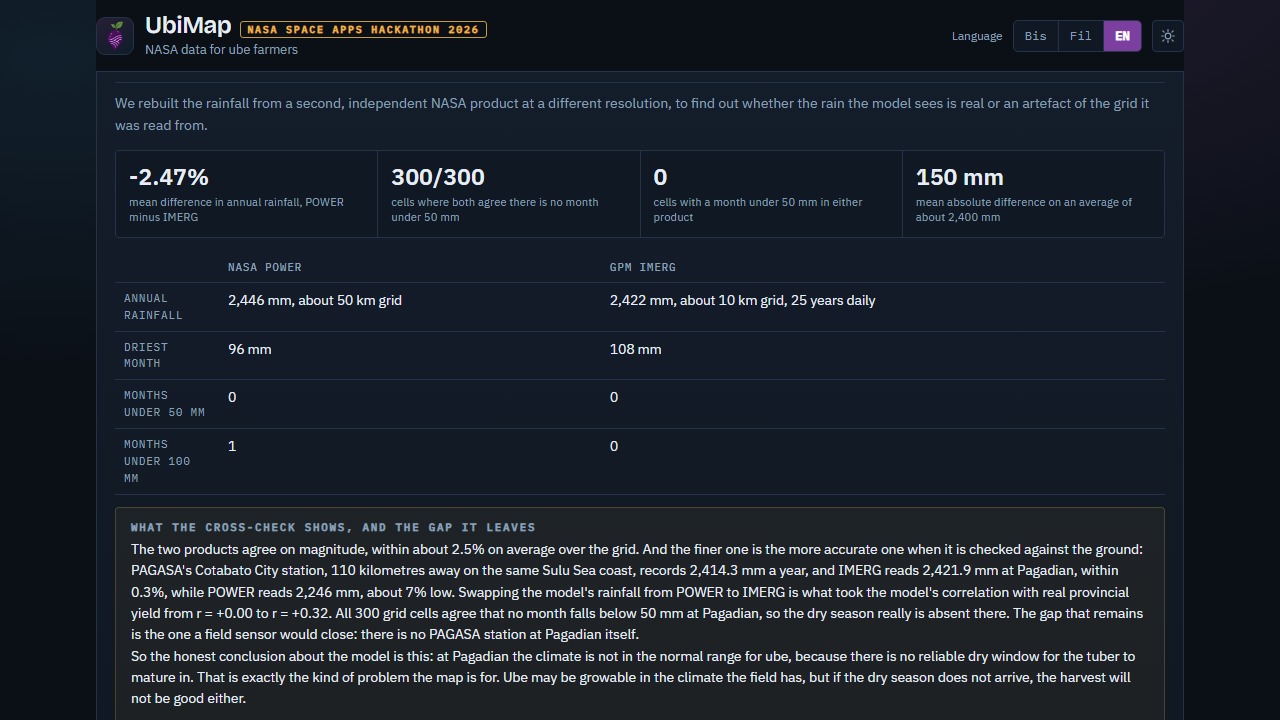 UbiMap NASA SPACE APPS HACKATHON 2026
NASA data for ube farmers
Language Bis Fil EN
We rebuilt the rainfall from a second, independent NASA product at a different resolution, to find out whether the rain the model sees is real or an artefact of the grid it
was read from.
-2.47%
mean difference in annual rainfall, POWER
minus IMERG
300/300
cells where both agree there is no month
under 50 mm
0
cells with a month under 50 mm in either
product
150 mm
mean absolute difference on an average of
about 2,400 mm
NASA POWER GPM IMERG
ANNUAL
RAINFALL
2,446 mm, about 50 km grid 2,422 mm, about 10 km grid, 25 years daily
DRIEST
MONTH
96 mm 108 mm
MONTHS
UNDER 50 MM
0 0
MONTHS
UNDER 100
MM
1 0
WHAT THE CROSS-CHECK SHOWS, AND THE GAP IT LEAVES
The two products agree on magnitude, within about 2.5% on average over the grid. And the finer one is the more accurate one when it is checked against the ground:
PAGASA's Cotabato City station, 110 kilometres away on the same Sulu Sea coast, records 2,414.3 mm a year, and IMERG reads 2,421.9 mm at Pagadian, within
0.3%, while POWER reads 2,246 mm, about 7% low. Swapping the model's rainfall from POWER to IMERG is what took the model's correlation with real provincial
yield from r = +0.00 to r = +0.32. All 300 grid cells agree that no month falls below 50 mm at Pagadian, so the dry season really is absent there. The gap that remains
is the one a field sensor would close: there is no PAGASA station at Pagadian itself.
So the honest conclusion about the model is this: at Pagadian the climate is not in the normal range for ube, because there is no reliable dry window for the tuber to
mature in. That is exactly the kind of problem the map is for. Ube may be growable in the climate the field has, but if the dry season does not arrive, the harvest will
not be good either.